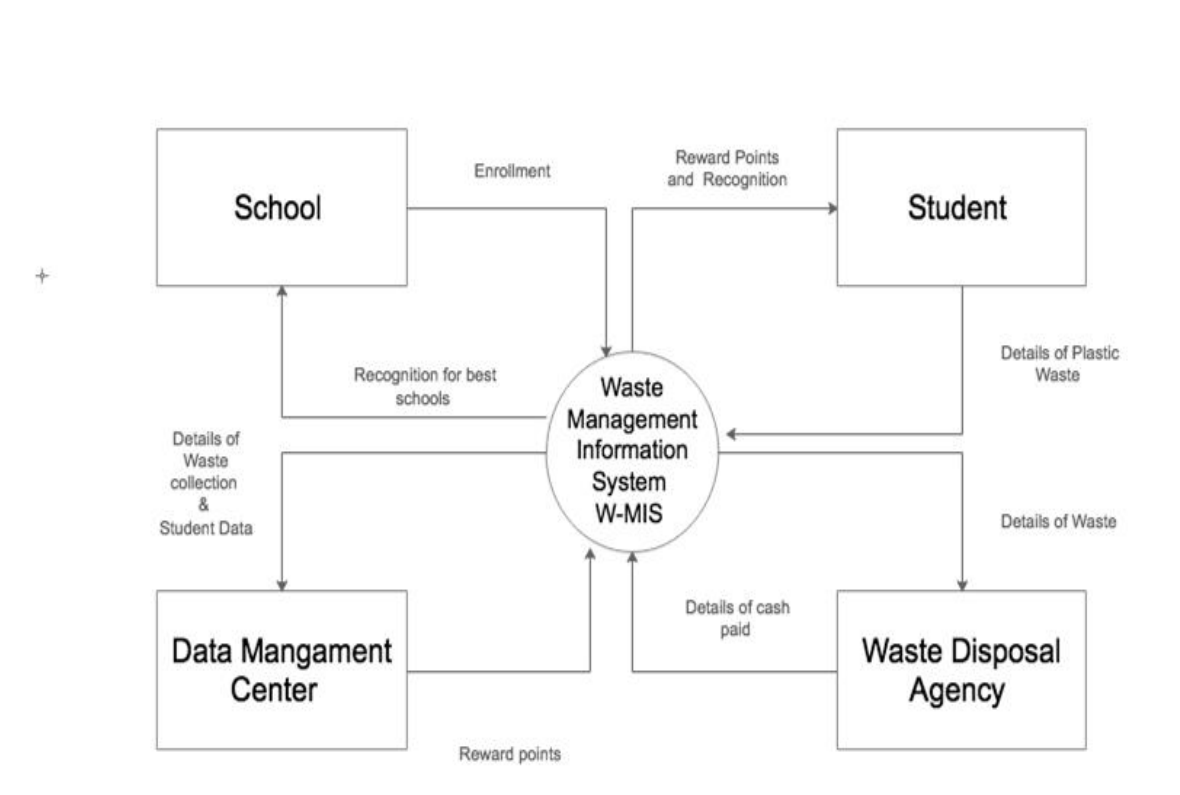 School
Enrollment
Reward Points
and Recognition
Student
Recognition for best
schools
Waste
Management
Information
System
W-MIS
Details of Plastic
Waste
Details of
Waste
collection
&
Student Data
Details of Waste
Data Mangament
Center
Details of cash
paid
Waste Disposal
Agency
Reward points